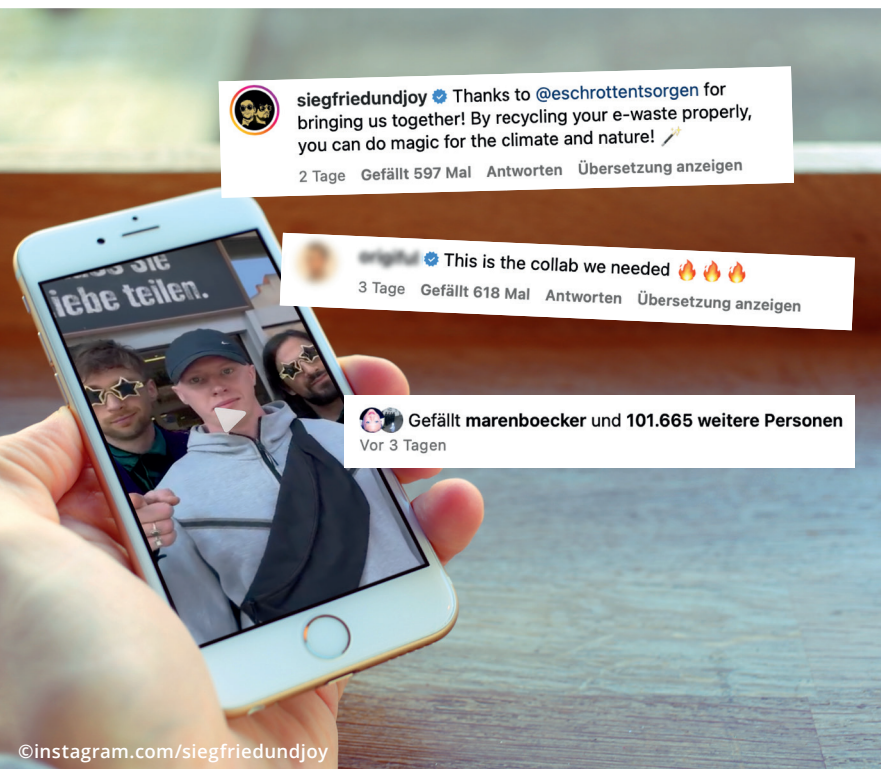 siegfriedundjoy Thanks to @eschrottentsorgen for
bringing us together! By recycling your e-waste properly,
you can do magic for the climate and nature! 🪄
2 Tage Gefällt 597 Mal Antworten Übersetzung anzeigen
This is the collab we needed 🔥🔥🔥
3 Tage Gefällt 618 Mal Antworten Übersetzung anzeigen
iebe teilen.
Gefällt marenboecker und 101.665 weitere Personen
Vor 3 Tagen
©instagram.com/siegfriedundjoy